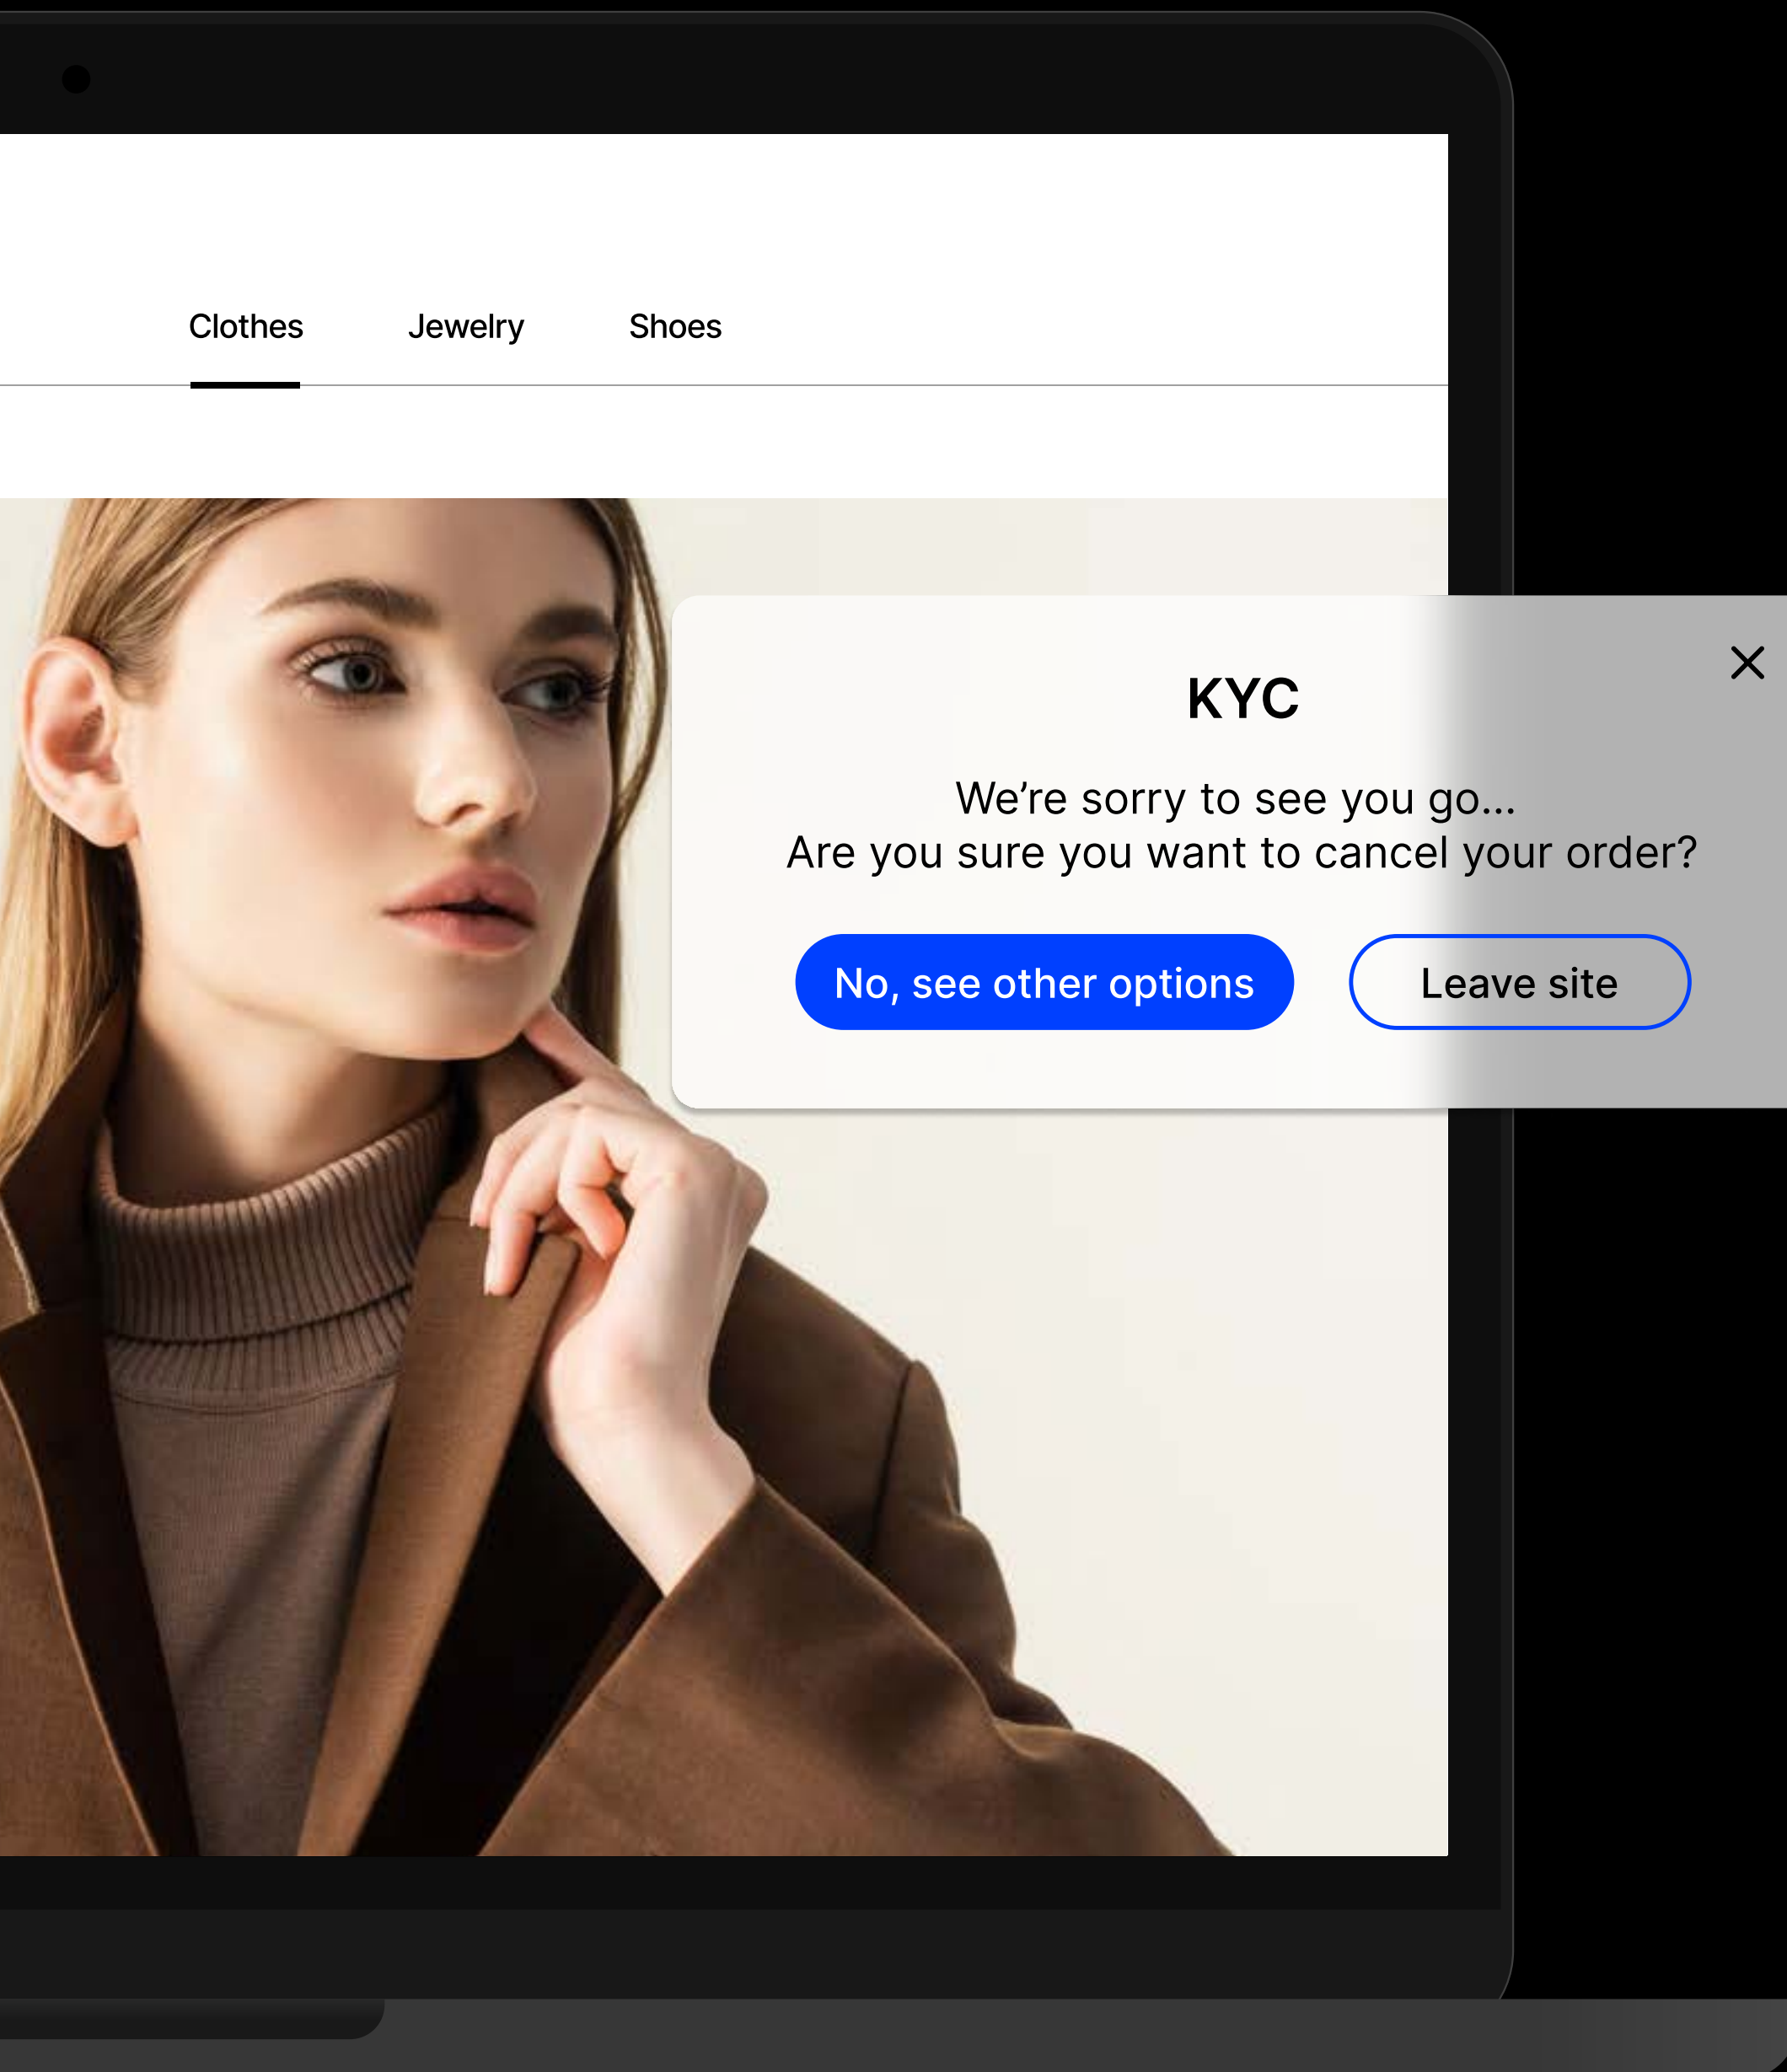 Clothes Jewelry Shoes
KYC
We’re sorry to see you go...
Are you sure you want to cancel your order?
No, see other options Leave site